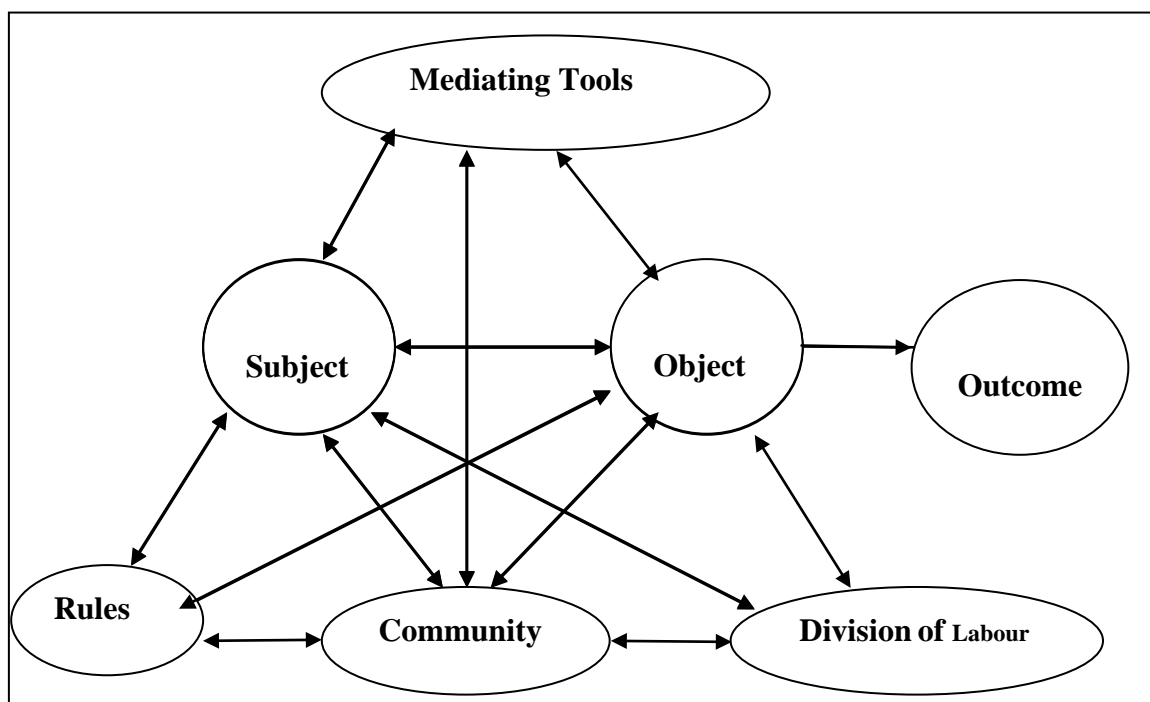 Mediating Tools
Subject
Object
Outcome
Rules
Community
Division of Labour